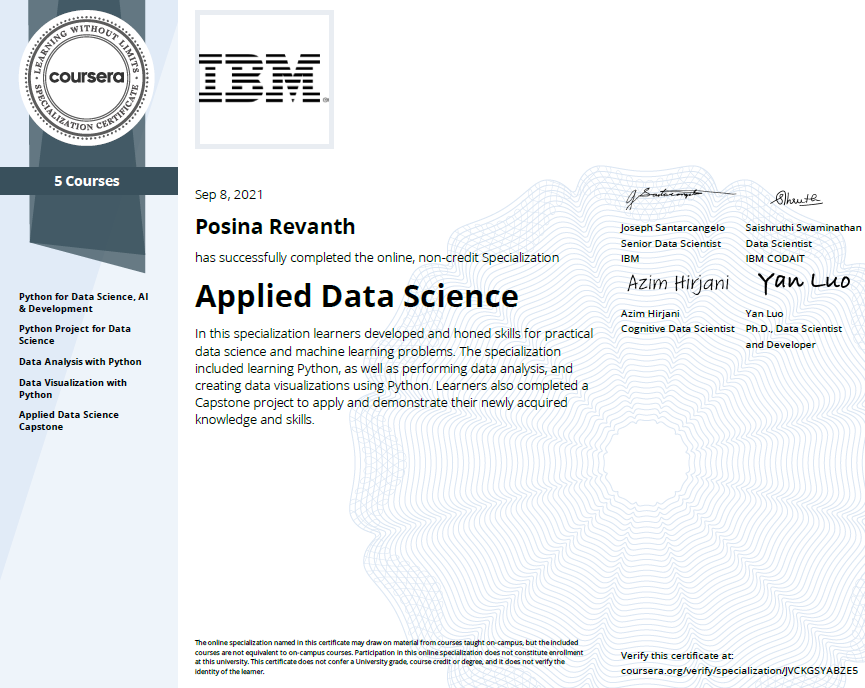 LEARNING WITHOUT LIMITS
coursera
SPECIALIZATION CERTIFICATE
5 Courses
Python for Data Science, AI
& Development
Python Project for Data
Science
Data Analysis with Python
Data Visualization with
Python
Applied Data Science
Capstone
IBM®
Sep 8, 2021
Posina Revanth
has successfully completed the online, non-credit Specialization
Applied Data Science
In this specialization learners developed and honed skills for practical
data science and machine learning problems. The specialization
included learning Python, as well as performing data analysis, and
creating data visualizations using Python. Learners also completed a
Capstone project to apply and demonstrate their newly acquired
knowledge and skills.
Joseph Santarcangelo
Senior Data Scientist
IBM
Saishruthi Swaminathan
Data Scientist
IBM CODAIT
Azim Hirjani
Azim Hirjani
Cognitive Data Scientist
Yan Luo
Yan Luo
Ph.D., Data Scientist
and Developer
The online specialization named in this certificate may draw on material from courses taught on-campus, but the included
courses are not equivalent to on-campus courses. Participation in this online specialization does not constitute enrollment
at this university. This certificate does not confer a University grade, course credit or degree, and it does not verify the
identity of the learner.
Verify this certificate at:
coursera.org/verify/specialization/JVCKGSYABZE5